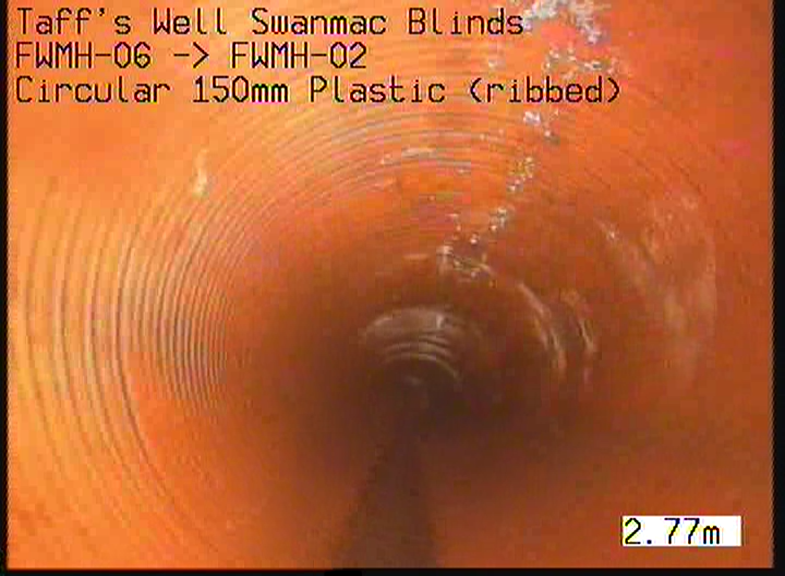 Taff's Well Swanmac Blinds
FWMH-06 -> FWMH-02
Circular 150mm Plastic (ribbed)
2.77m